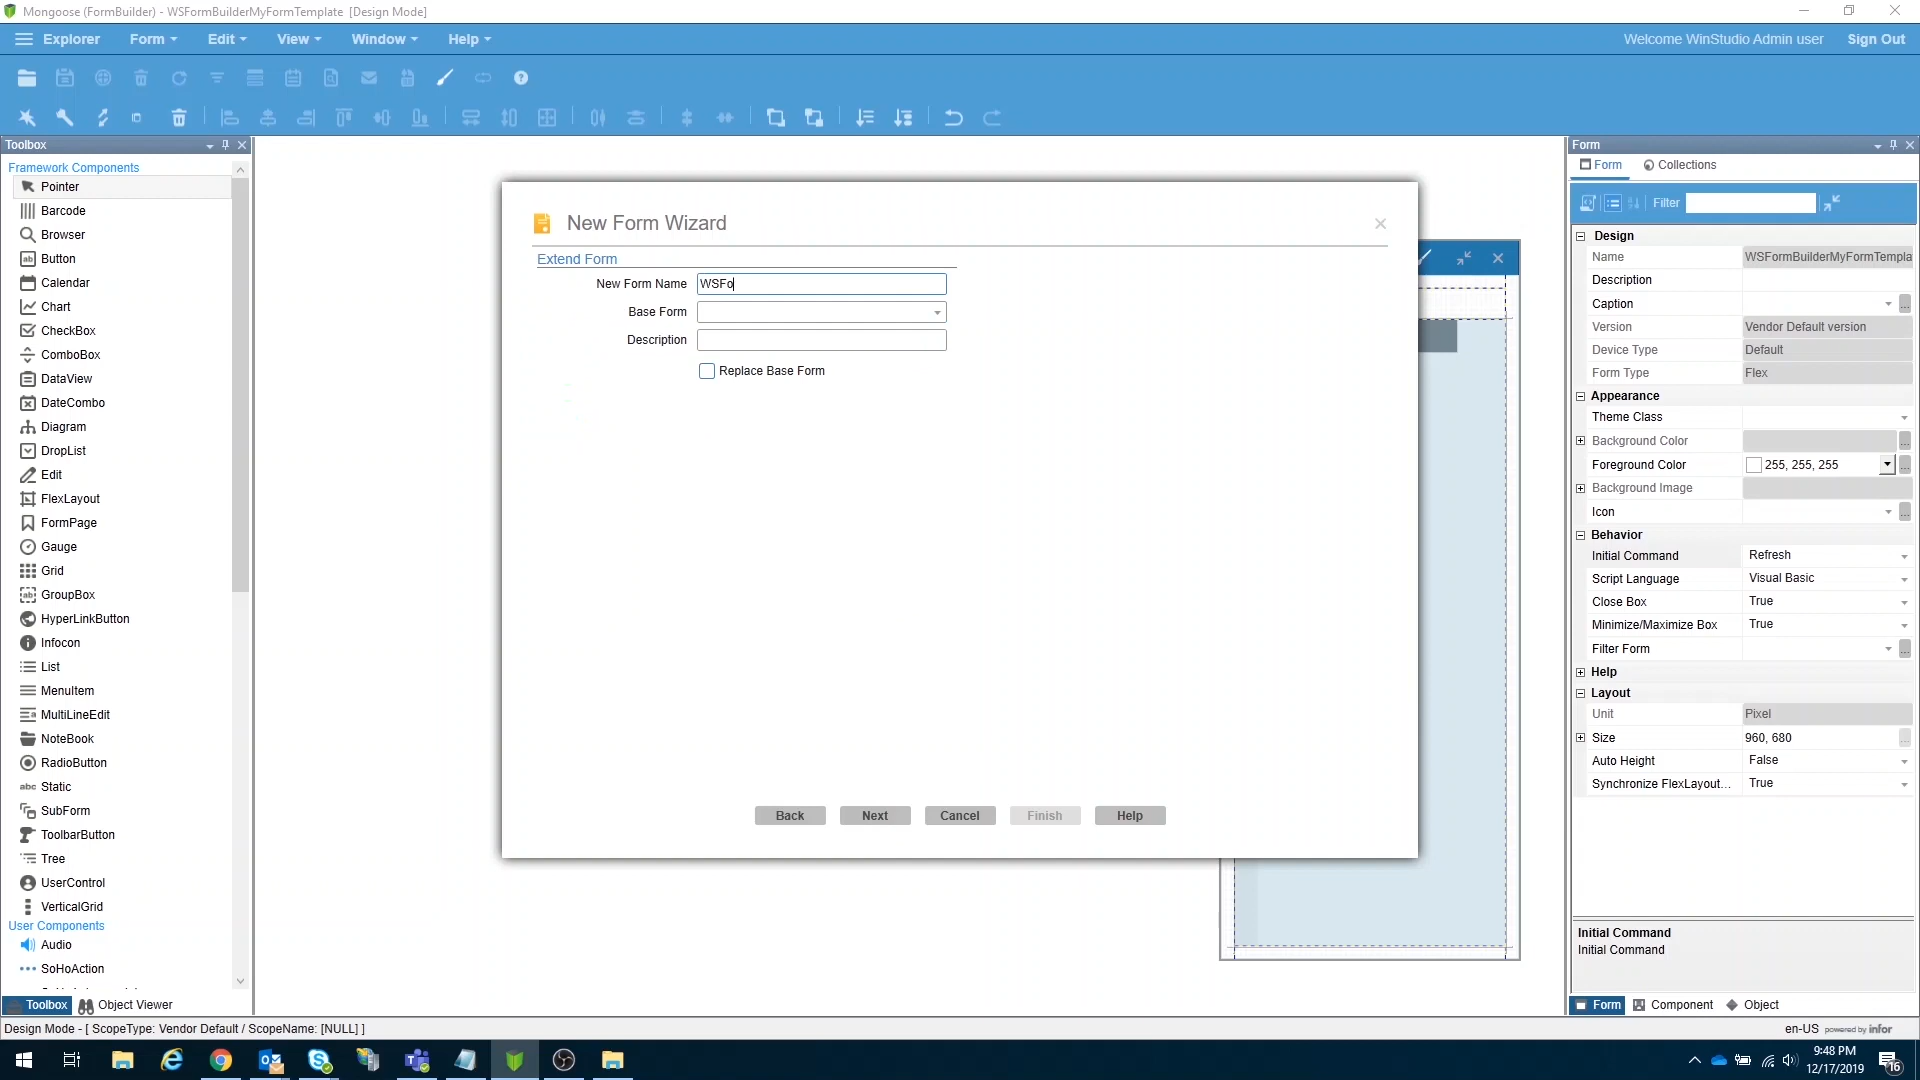 Mongoose (FormBuilder) - WSFormBuilderMyFormTemplate [Design Mode]
Explorer Form Edit View Window Help Welcome WinStudio Admin user Sign Out
Toolbox
Framework Components
Pointer
Barcode
Browser
Button
Calendar
Chart
CheckBox
ComboBox
DataView
DateCombo
Diagram
DropList
Edit
FlexLayout
FormPage
Gauge
Grid
GroupBox
HyperLinkButton
Infocon
List
MenuItem
MultiLineEdit
NoteBook
RadioButton
Static
SubForm
ToolbarButton
Tree
UserControl
VerticalGrid
User Components
Audio
SoHoAction
Toolbox Object Viewer
New Form Wizard
Extend Form
New Form Name WSFo
Base Form
Description
Replace Base Form
Back Next Cancel Finish Help
Form
Form Collections
Filter
Design
Name WSFormBuilderMyFormTempla
Description
Caption
Version Vendor Default version
Device Type Default
Form Type Flex
Appearance
Theme Class
Background Color
Foreground Color 255, 255, 255
Background Image
Icon
Behavior
Initial Command Refresh
Script Language Visual Basic
Close Box True
Minimize/Maximize Box True
Filter Form
Help
Layout
Unit Pixel
Size 960, 680
Auto Height False
Synchronize FlexLayout... True
Initial Command
Initial Command
Form Component Object
Design Mode - [ ScopeType: Vendor Default / ScopeName: [NULL] ]
en-US powered by infor
9:48 PM
12/17/2019
16